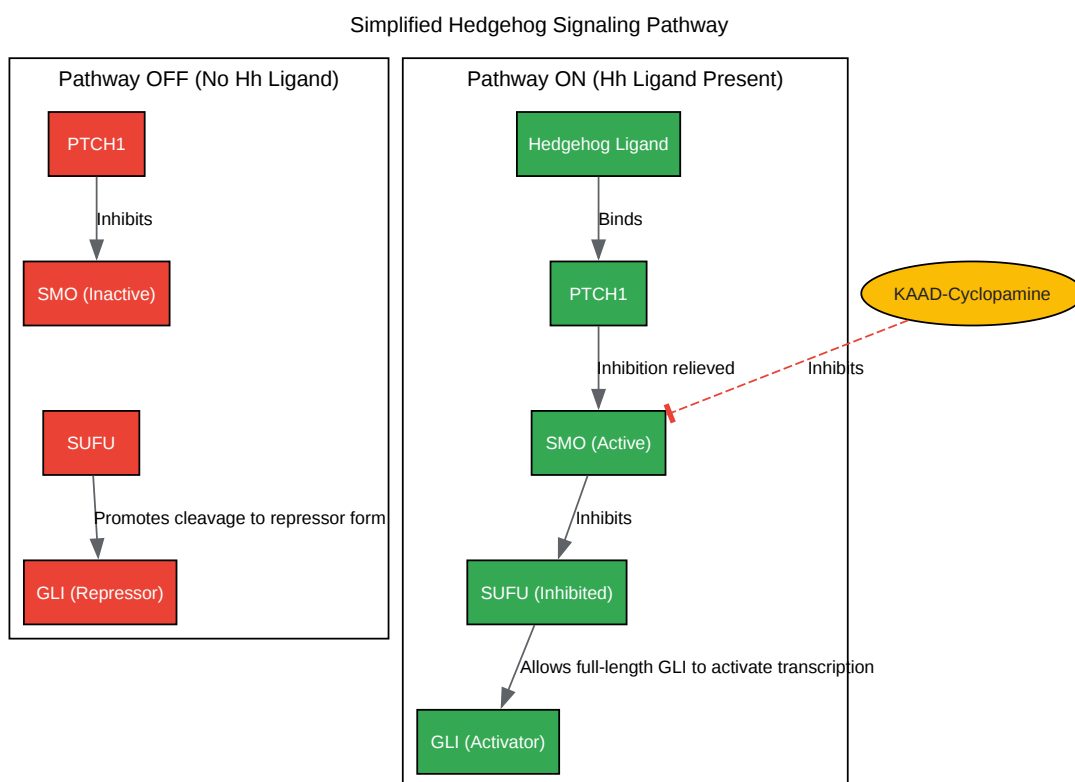 Simplified Hedgehog Signaling Pathway
Pathway OFF (No Hh Ligand)
PTCH1
Inhibits
SMO (Inactive)
SUFU
Promotes cleavage to repressor form
GLI (Repressor)
Pathway ON (Hh Ligand Present)
Hedgehog Ligand
Binds
PTCH1
Inhibition relieved
SMO (Active)
Inhibits
SUFU (Inhibited)
Allows full-length GLI to activate transcription
GLI (Activator)
KAAD-Cyclopamine
Inhibits